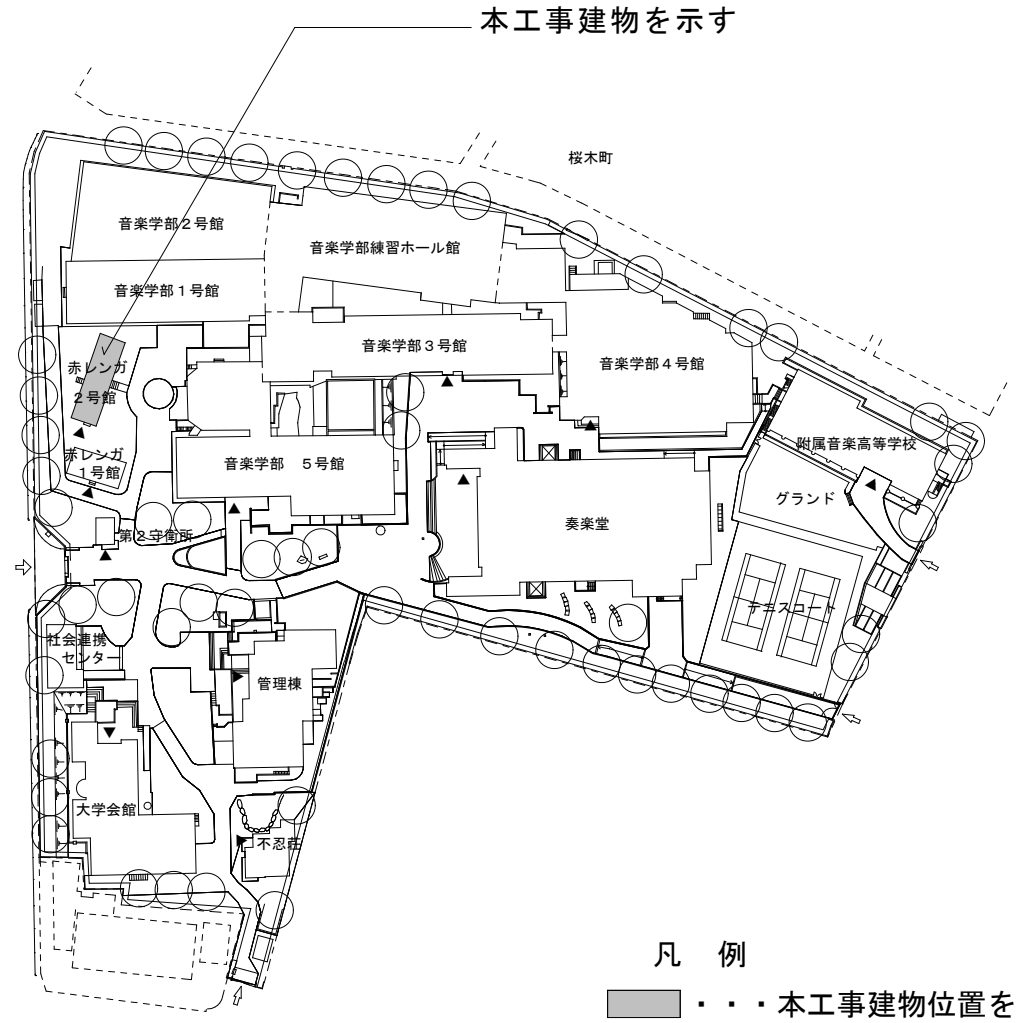 本工事建物を示す
桜木町
音楽学部２号館
音楽学部練習ホール館
音楽学部１号館
音楽学部３号館
音楽学部４号館
赤レンガ
２号館
附属音楽高等学校
赤レンガ
１号館
音楽学部　５号館
グランド
奏楽堂
第２守衛所
テニスコート
社会連携
センター
管理棟
大学会館
不忍荘
凡　例
・・・本工事建物位置を